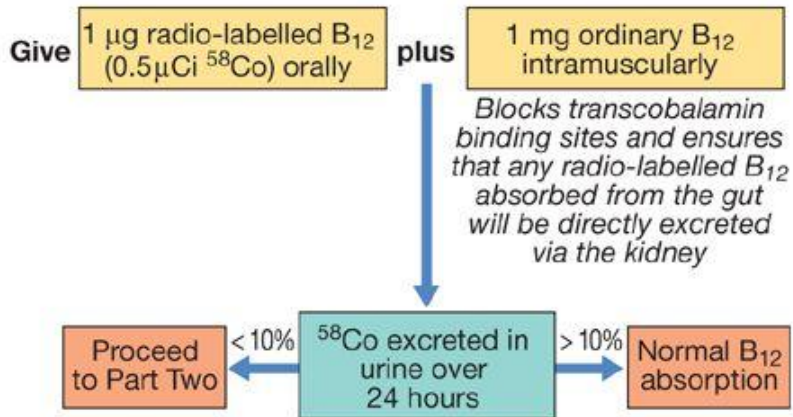 Give
1 μg radio-labelled B₁₂
(0.5μCi ⁵⁸Co) orally
plus
1 mg ordinary B₁₂
intramuscularly
Blocks transcobalamin
binding sites and ensures
that any radio-labelled B₁₂
absorbed from the gut
will be directly excreted
via the kidney
Proceed
to Part Two
< 10%
⁵⁸Co excreted in
urine over
24 hours
> 10%
Normal B₁₂
absorption